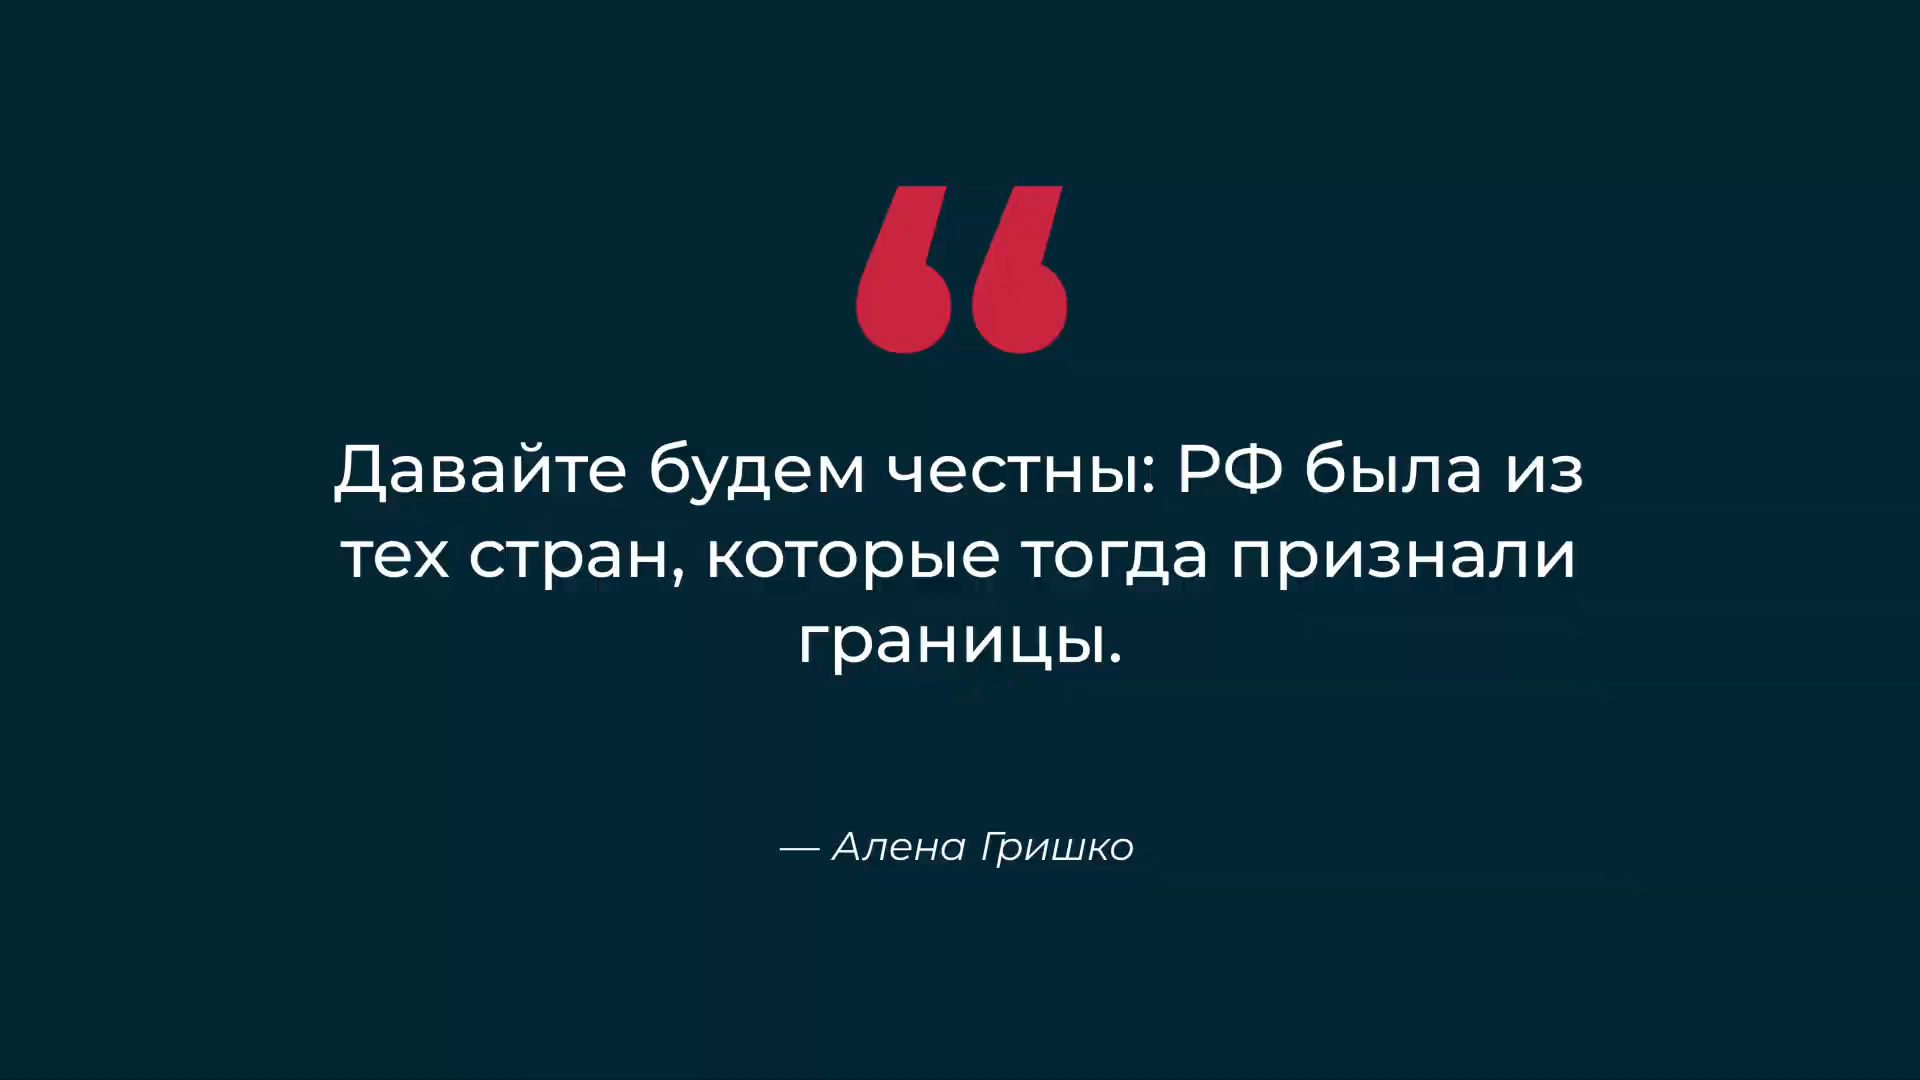 Давайте будем честны: РФ была из
тех стран, которые тогда признали
границы.
— Алена Гришко